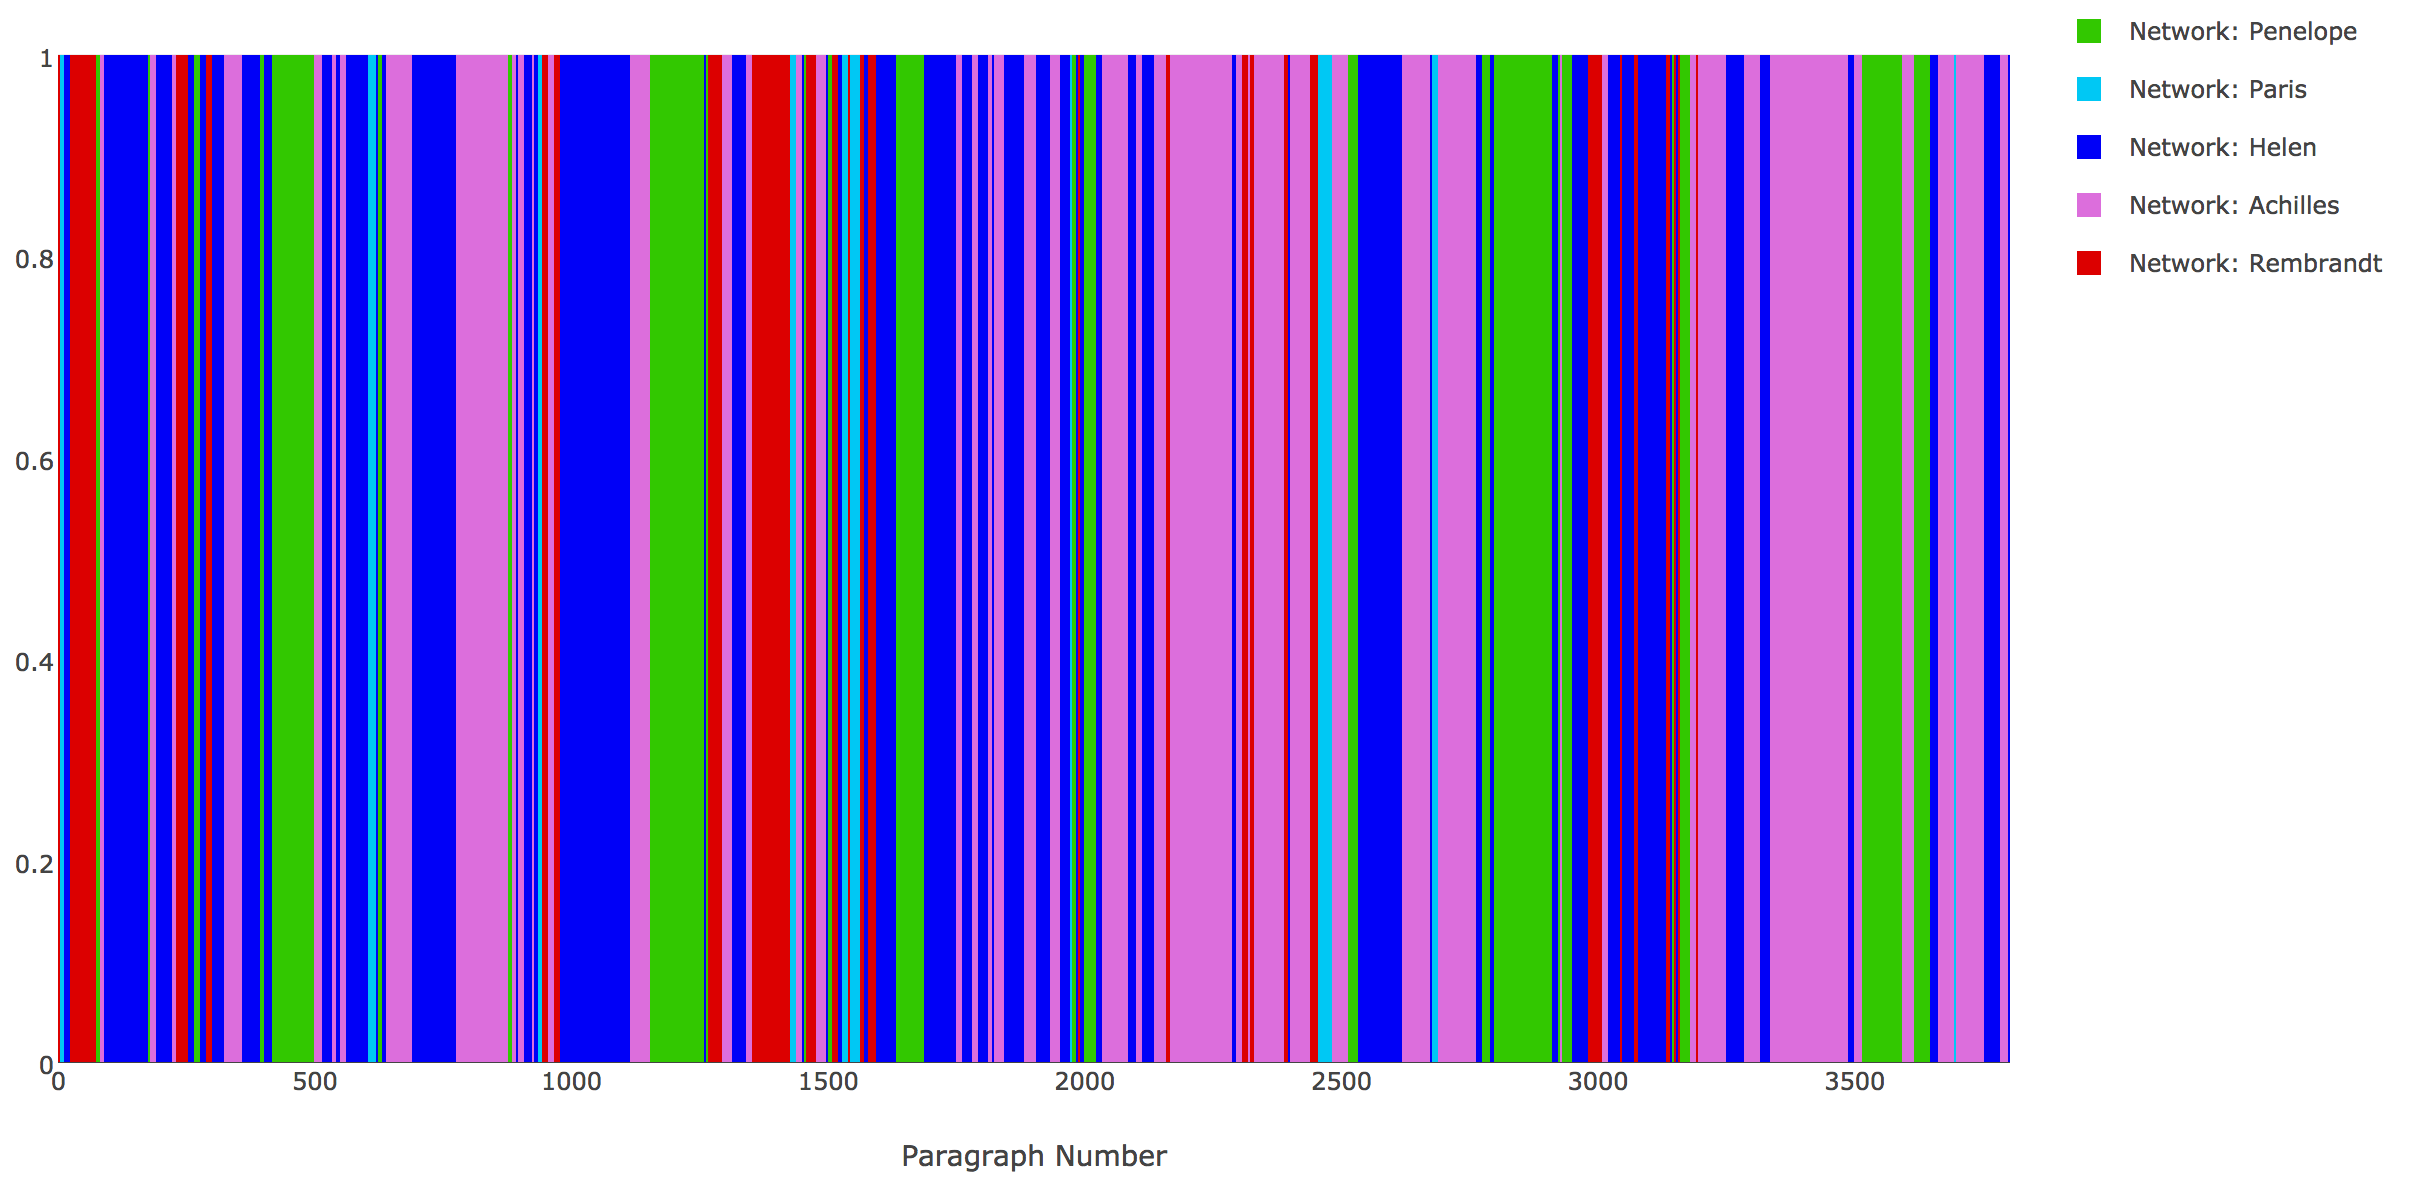 1
0.8
0.6
0.4
0.2
0
0 500 1000 1500 2000 2500 3000 3500
Paragraph Number
Network: Penelope
Network: Paris
Network: Helen
Network: Achilles
Network: Rembrandt